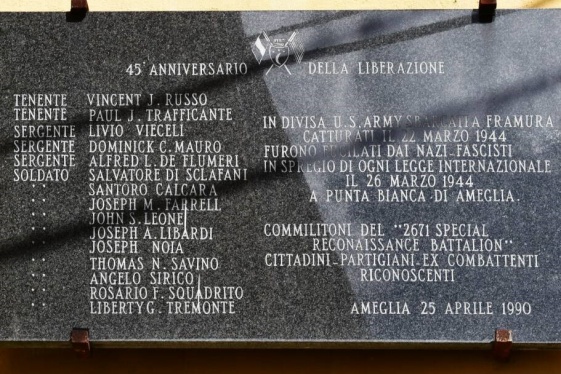 45° ANNIVERSARIO DELLA LIBERAZIONE
TENENTE VINCENT J. RUSSO
TENENTE PAUL J. TRAFFICANTE
SERGENTE LIVIO VIECELI
SERGENTE DOMINICK C. MAURO
SERGENTE ALFRED L. DE FLUMERI
SOLDATO SALVATORE DI SCLAFANI
" SANTORO CALCARA
" JOSEPH M. FARRELL
" JOHN S. LEONE
" JOSEPH A. LIBARDI
" JOSEPH NOIA
" THOMAS N. SAVINO
" ANGELO SIRICO
" ROSARIO F. SQUADRITO
" LIBERTY G. TREMONTE
IN DIVISA U.S. ARMY SBARCATI A FRAMURA
CATTURATI IL 22 MARZO 1944
FURONO FUCILATI DAI NAZI-FASCISTI
IN SPREGIO DI OGNI LEGGE INTERNAZIONALE
IL 26 MARZO 1944
A PUNTA BIANCA DI AMEGLIA.
COMMILITONI DEL "2671 SPECIAL
RECONAISSANCE BATTALION"
CITTADINI-PARTIGIANI-EX COMBATTENTI
RICONOSCENTI
AMEGLIA 25 APRILE 1990